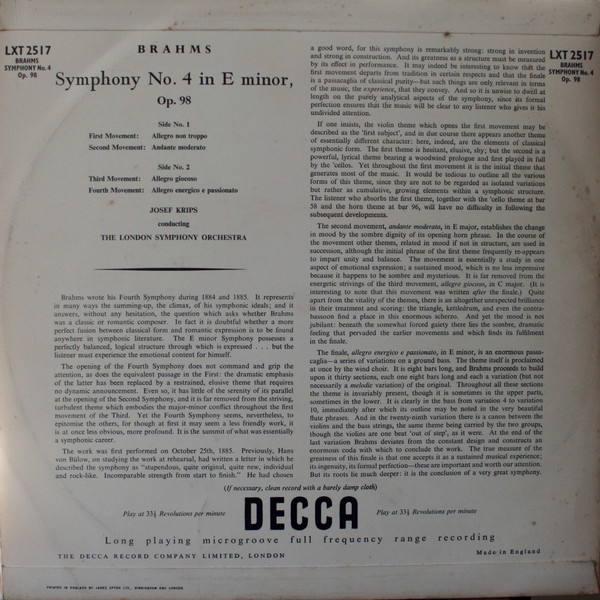 LXT 2517
BRAHMS
SYMPHONY No. 4
Op. 98
BRAHMS
Symphony No. 4 in E minor,
Op. 98
Side No. 1
First Movement: Allegro non troppo
Second Movement: Andante moderato
Side No. 2
Third Movement: Allegro giocoso
Fourth Movement: Allegro energico e passionato
JOSEF KRIPS
conducting
THE LONDON SYMPHONY ORCHESTRA
Brahms wrote his Fourth Symphony during 1884 and 1885. It represents
in many ways the summing-up, the climax, of his symphonic ideals; and it
answers, without any hesitation, the question which asks whether Brahms
was a classic or romantic composer. In fact it is doubtful whether a more
perfect fusion between classical form and romantic expression is to be found
anywhere in symphonic literature. The E minor Symphony possesses a
perfectly balanced, logical structure through which is expressed . . . but the
listener must experience the emotional content for himself.
The opening of the Fourth Symphony does not command and grip the
attention, as does the equivalent passage in the First: the dramatic emphasis
of the latter has been replaced by a restrained, elusive theme that requires
no dynamic announcement. Even so, it has little of the serenity of its parallel
at the opening of the Second Symphony, and it is far removed from the striving,
turbulent theme which embodies the major-minor conflict throughout the first
movement of the Third. Yet the Fourth Symphony seems, nevertheless, to
epitomise the others, for though at first it may seem a less friendly work, it
is at once less obvious, more profound. It is the summit of what was essentially
a symphonic career.
The work was first performed on October 25th, 1885. Previously, Hans
von Bülow, on studying the work at rehearsal, had written a letter in which he
described the symphony as "stupendous, quite original, quite new, individual
and rock-like. Incomparable strength from start to finish." He had chosen
a good word, for this symphony is remarkably strong: strong in invention
and strong in construction. And its greatness as a structure must be measured
by its effect in performance. It may indeed be interesting to know that the
first movement departs from tradition in certain respects and that the finale
is a passacaglia of classical purity—but such things are only relevant in terms
of the music, the experience, that they convey. And so it is unwise to dwell at
length on the purely analytical aspects of the symphony, since its formal
perfection ensures that the music will be clear to any listener who gives it his
undivided attention.
If one insists, the violin theme which opens the first movement may be
described as the 'first subject', and in due course there appears another theme
of essentially different character: here, indeed, are the elements of classical
symphonic form. The first theme is hesitant, elusive, shy; but the second is a
powerful, lyrical theme bearing a woodwind prologue and first played in full
by the 'cellos. Yet throughout the first movement it is the initial theme that
generates most of the music. It would be tedious to outline all the various
forms of this theme, since they are not to be regarded as isolated variations
but rather as cumulative, growing elements within a symphonic structure.
The listener who absorbs the first theme, together with the 'cello theme at bar
58 and the horn theme at bar 96, will have no difficulty in following the
subsequent developments.
The second movement, andante moderato, in E major, establishes the change
in mood by the sombre dignity of its opening horn phrase. In the course of
the movement other themes, related in mood if not in structure, are used in
succession, although the initial phrase of the first theme frequently re-appears
to impart unity and balance. The movement is essentially a study in one
aspect of emotional expression; a sustained mood, which is no less impressive
because it happens to be sombre and mysterious. It is far removed from the
energetic strivings of the third movement, allegro giocoso, in C major. (It is
interesting to note that this movement was written after the finale.) Quite
apart from the vitality of the themes, there is an altogether unexpected brilliance
in their treatment and scoring: the triangle, kettledrum, and even the contra-
bassoon find a place in this enormous scherzo. And yet the mood is not
jubilant: beneath the somewhat forced gaiety there lies the sombre, dramatic
feeling that pervaded the earlier movements and which finds its fulfilment
in the finale.
The finale, allegro energico e passionato, in E minor, is an enormous passa-
caglia—a series of variations on a ground bass. The theme itself is proclaimed
at once by the wind choir. It is eight bars long, and Brahms proceeds to build
upon it thirty sections, each one eight bars long and each a variation (but not
necessarily a melodic variation) of the original. Throughout all these sections
the theme is invariably present, though it is sometimes in the upper parts,
sometimes in the lower. It is clearly in the bass from variation 4 to variation
10, immediately after which its outline may be noted in the very beautiful
flute phrases. And in the twenty-ninth variation there is a canon between the
violins and the bass strings, the same theme being carried by the two groups,
though the violins are one beat 'out of step', as it were. At the end of the
last variation Brahms deviates from the constant design and constructs an
enormous coda with which to conclude the work. The true measure of the
greatness of this finale is that one accepts it as a sustained musical experience;
its ingenuity, its formal perfection—these are important and worth our attention.
But its roots lie much deeper: it is the conclusion of a very great symphony.
LXT 2517
BRAHMS
SYMPHONY No. 4
Op. 98
(If necessary, clean record with a barely damp cloth)
Play at 33⅓ Revolutions per minute
DECCA
Play at 33⅓ Revolutions per minute
Long playing microgroove full frequency range recording
THE DECCA RECORD COMPANY LIMITED, LONDON
Made in England
PRINTED IN ENGLAND BY JAMES UPTON LTD., BIRMINGHAM AND LONDON